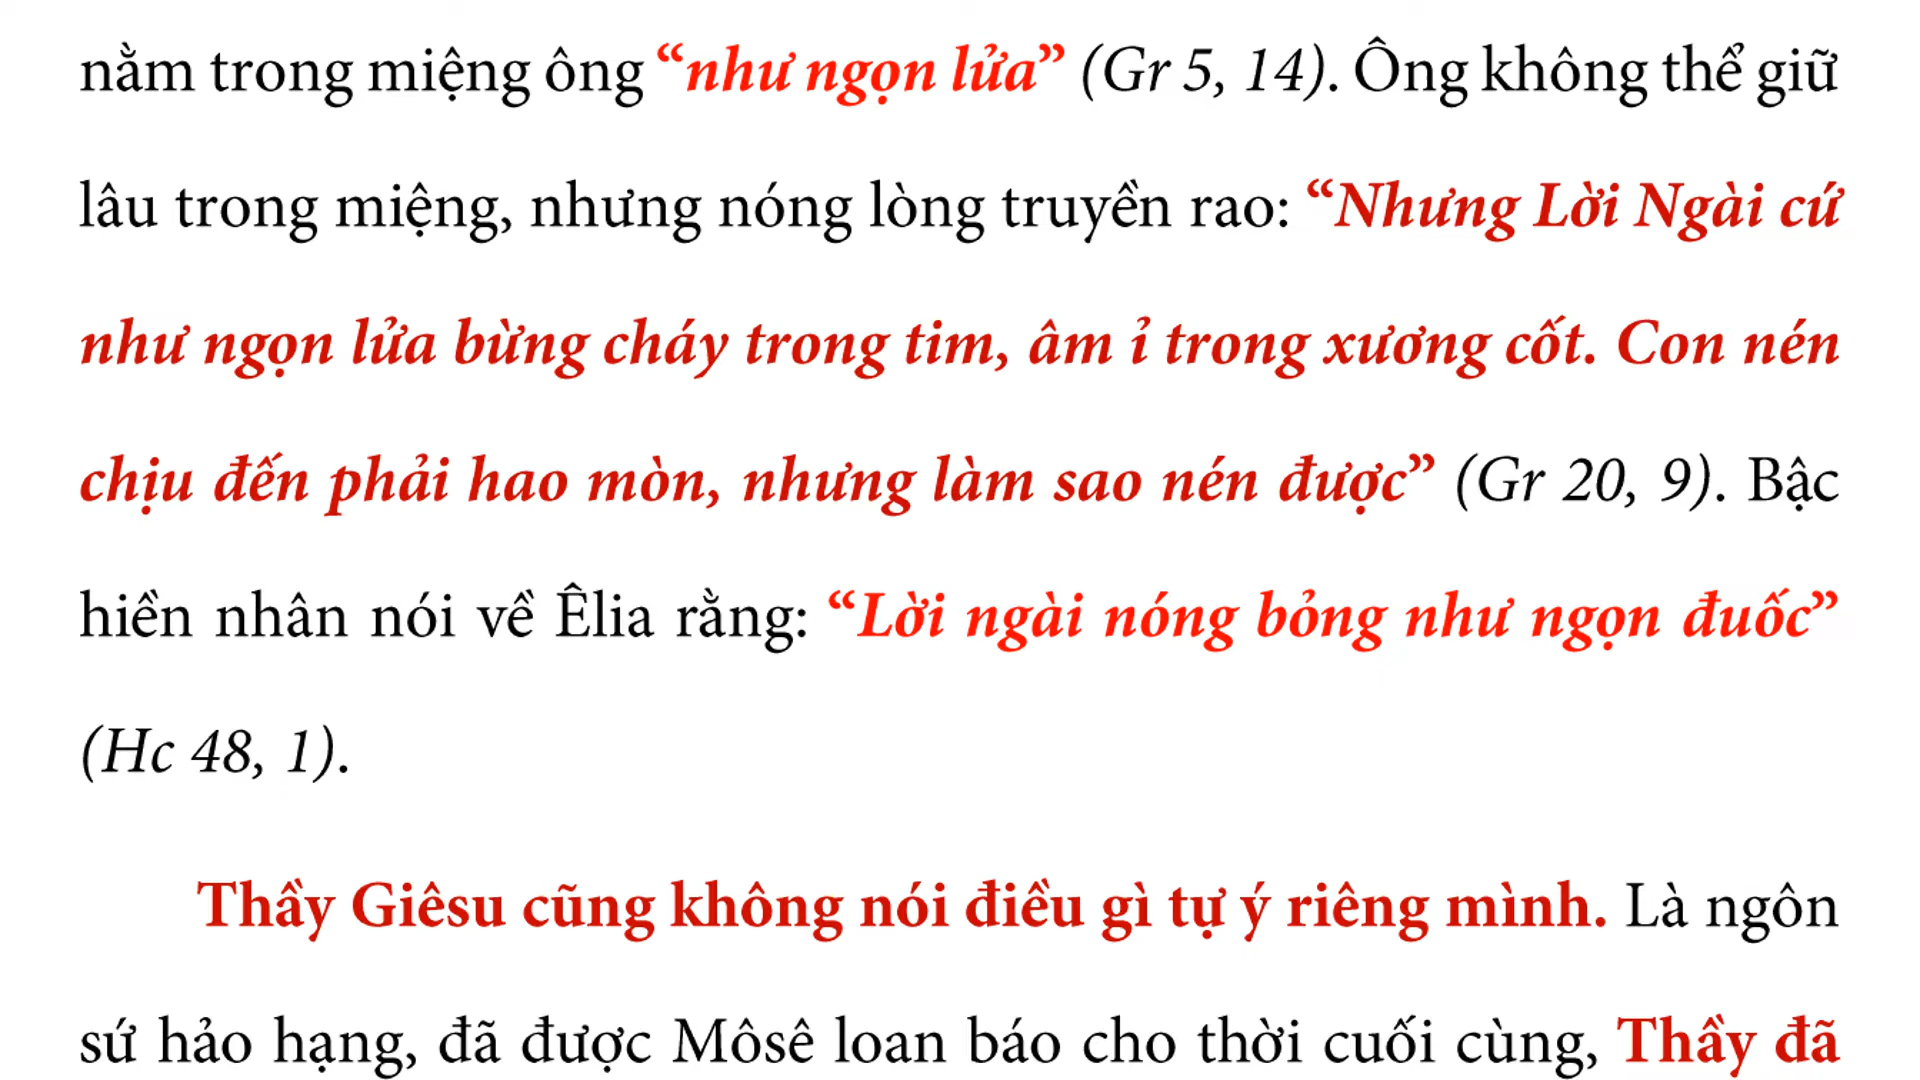 nằm trong miệng ông “như ngọn lửa” (Gr 5, 14). Ông không thể giữ
lâu trong miệng, nhưng nóng lòng truyền rao: “Nhưng Lời Ngài cứ
như ngọn lửa bừng cháy trong tim, âm ỉ trong xương cốt. Con nén
chịu đến phải hao mòn, nhưng làm sao nén được” (Gr 20, 9). Bậc
hiền nhân nói về Êlia rằng: “Lời ngài nóng bỏng như ngọn đuốc”
(Hc 48, 1).
Thầy Giêsu cũng không nói điều gì tự ý riêng mình. Là ngôn
sứ hảo hạng, đã được Môsê loan báo cho thời cuối cùng, Thầy đã